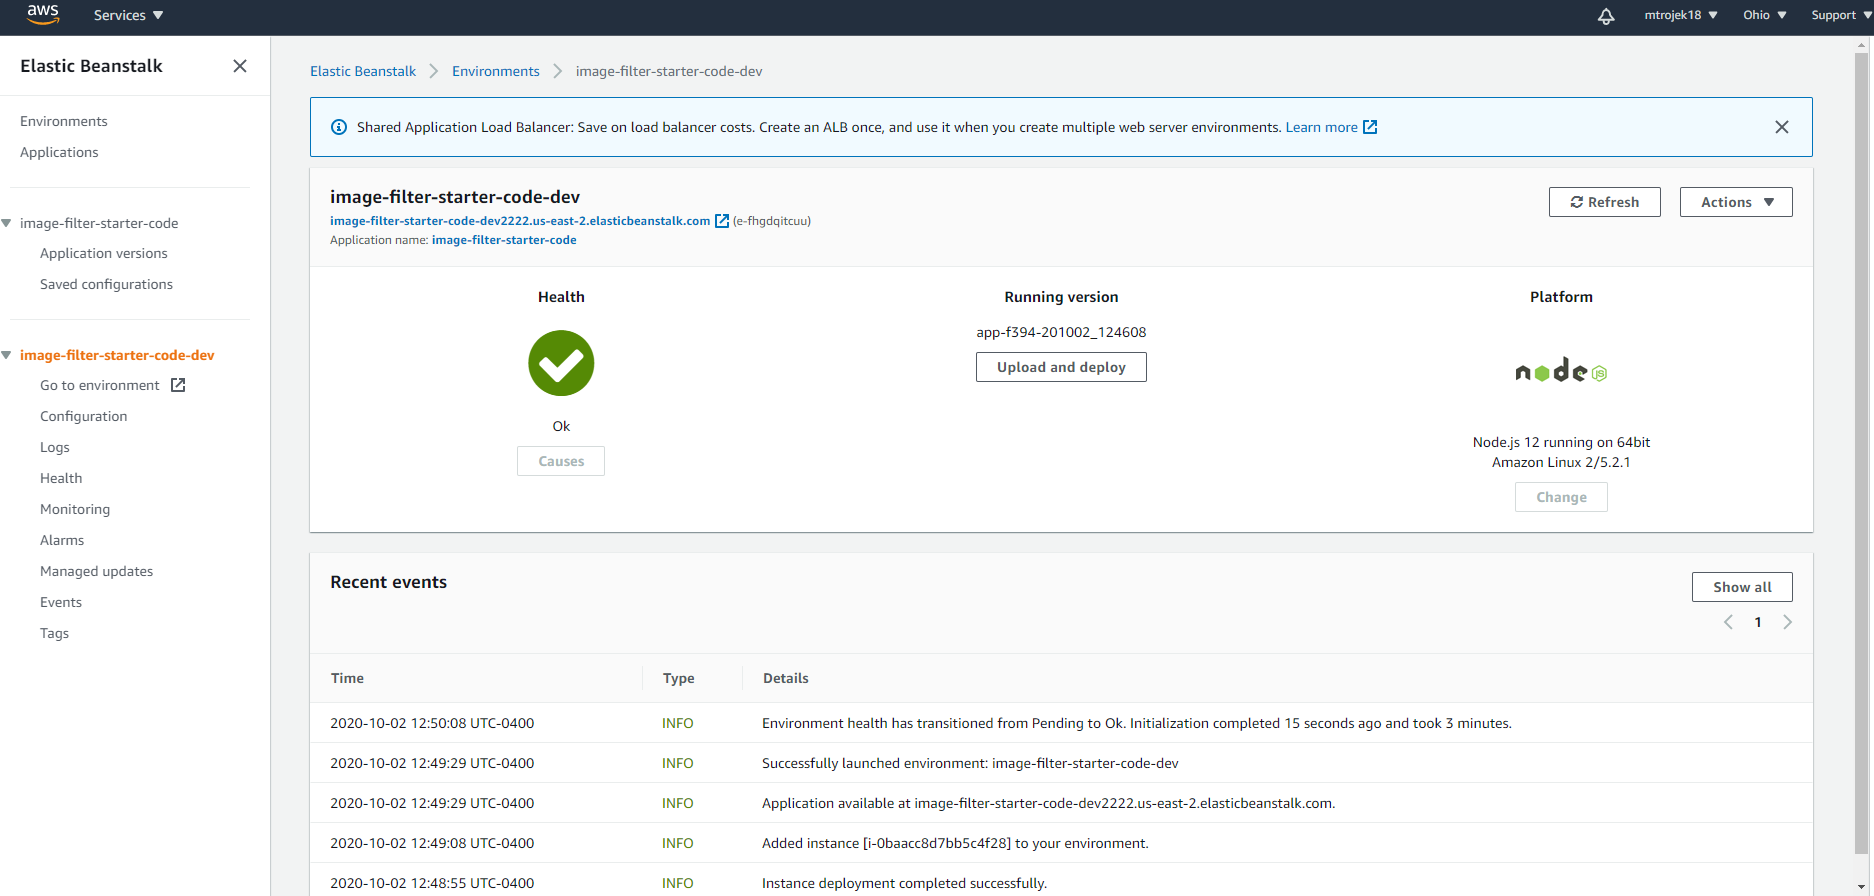 aws Services mtrojek18 Ohio Support
Elastic Beanstalk
Environments
Applications
image-filter-starter-code
Application versions
Saved configurations
image-filter-starter-code-dev
Go to environment
Configuration
Logs
Health
Monitoring
Alarms
Managed updates
Events
Tags
Elastic Beanstalk Environments image-filter-starter-code-dev
Shared Application Load Balancer: Save on load balancer costs. Create an ALB once, and use it when you create multiple web server environments. Learn more
image-filter-starter-code-dev
image-filter-starter-code-dev2222.us-east-2.elasticbeanstalk.com (e-fhgdqitcuu)
Application name: image-filter-starter-code
Refresh Actions
Health
Ok
Causes
Running version
app-f394-201002_124608
Upload and deploy
Platform
node JS
Node.js 12 running on 64bit
Amazon Linux 2/5.2.1
Change
Recent events
Show all
1
Time Type Details
2020-10-02 12:50:08 UTC-0400 INFO Environment health has transitioned from Pending to Ok. Initialization completed 15 seconds ago and took 3 minutes.
2020-10-02 12:49:29 UTC-0400 INFO Successfully launched environment: image-filter-starter-code-dev
2020-10-02 12:49:29 UTC-0400 INFO Application available at image-filter-starter-code-dev2222.us-east-2.elasticbeanstalk.com.
2020-10-02 12:49:08 UTC-0400 INFO Added instance [i-0baacc8d7bb5c4f28] to your environment.
2020-10-02 12:48:55 UTC-0400 INFO Instance deployment completed successfully.